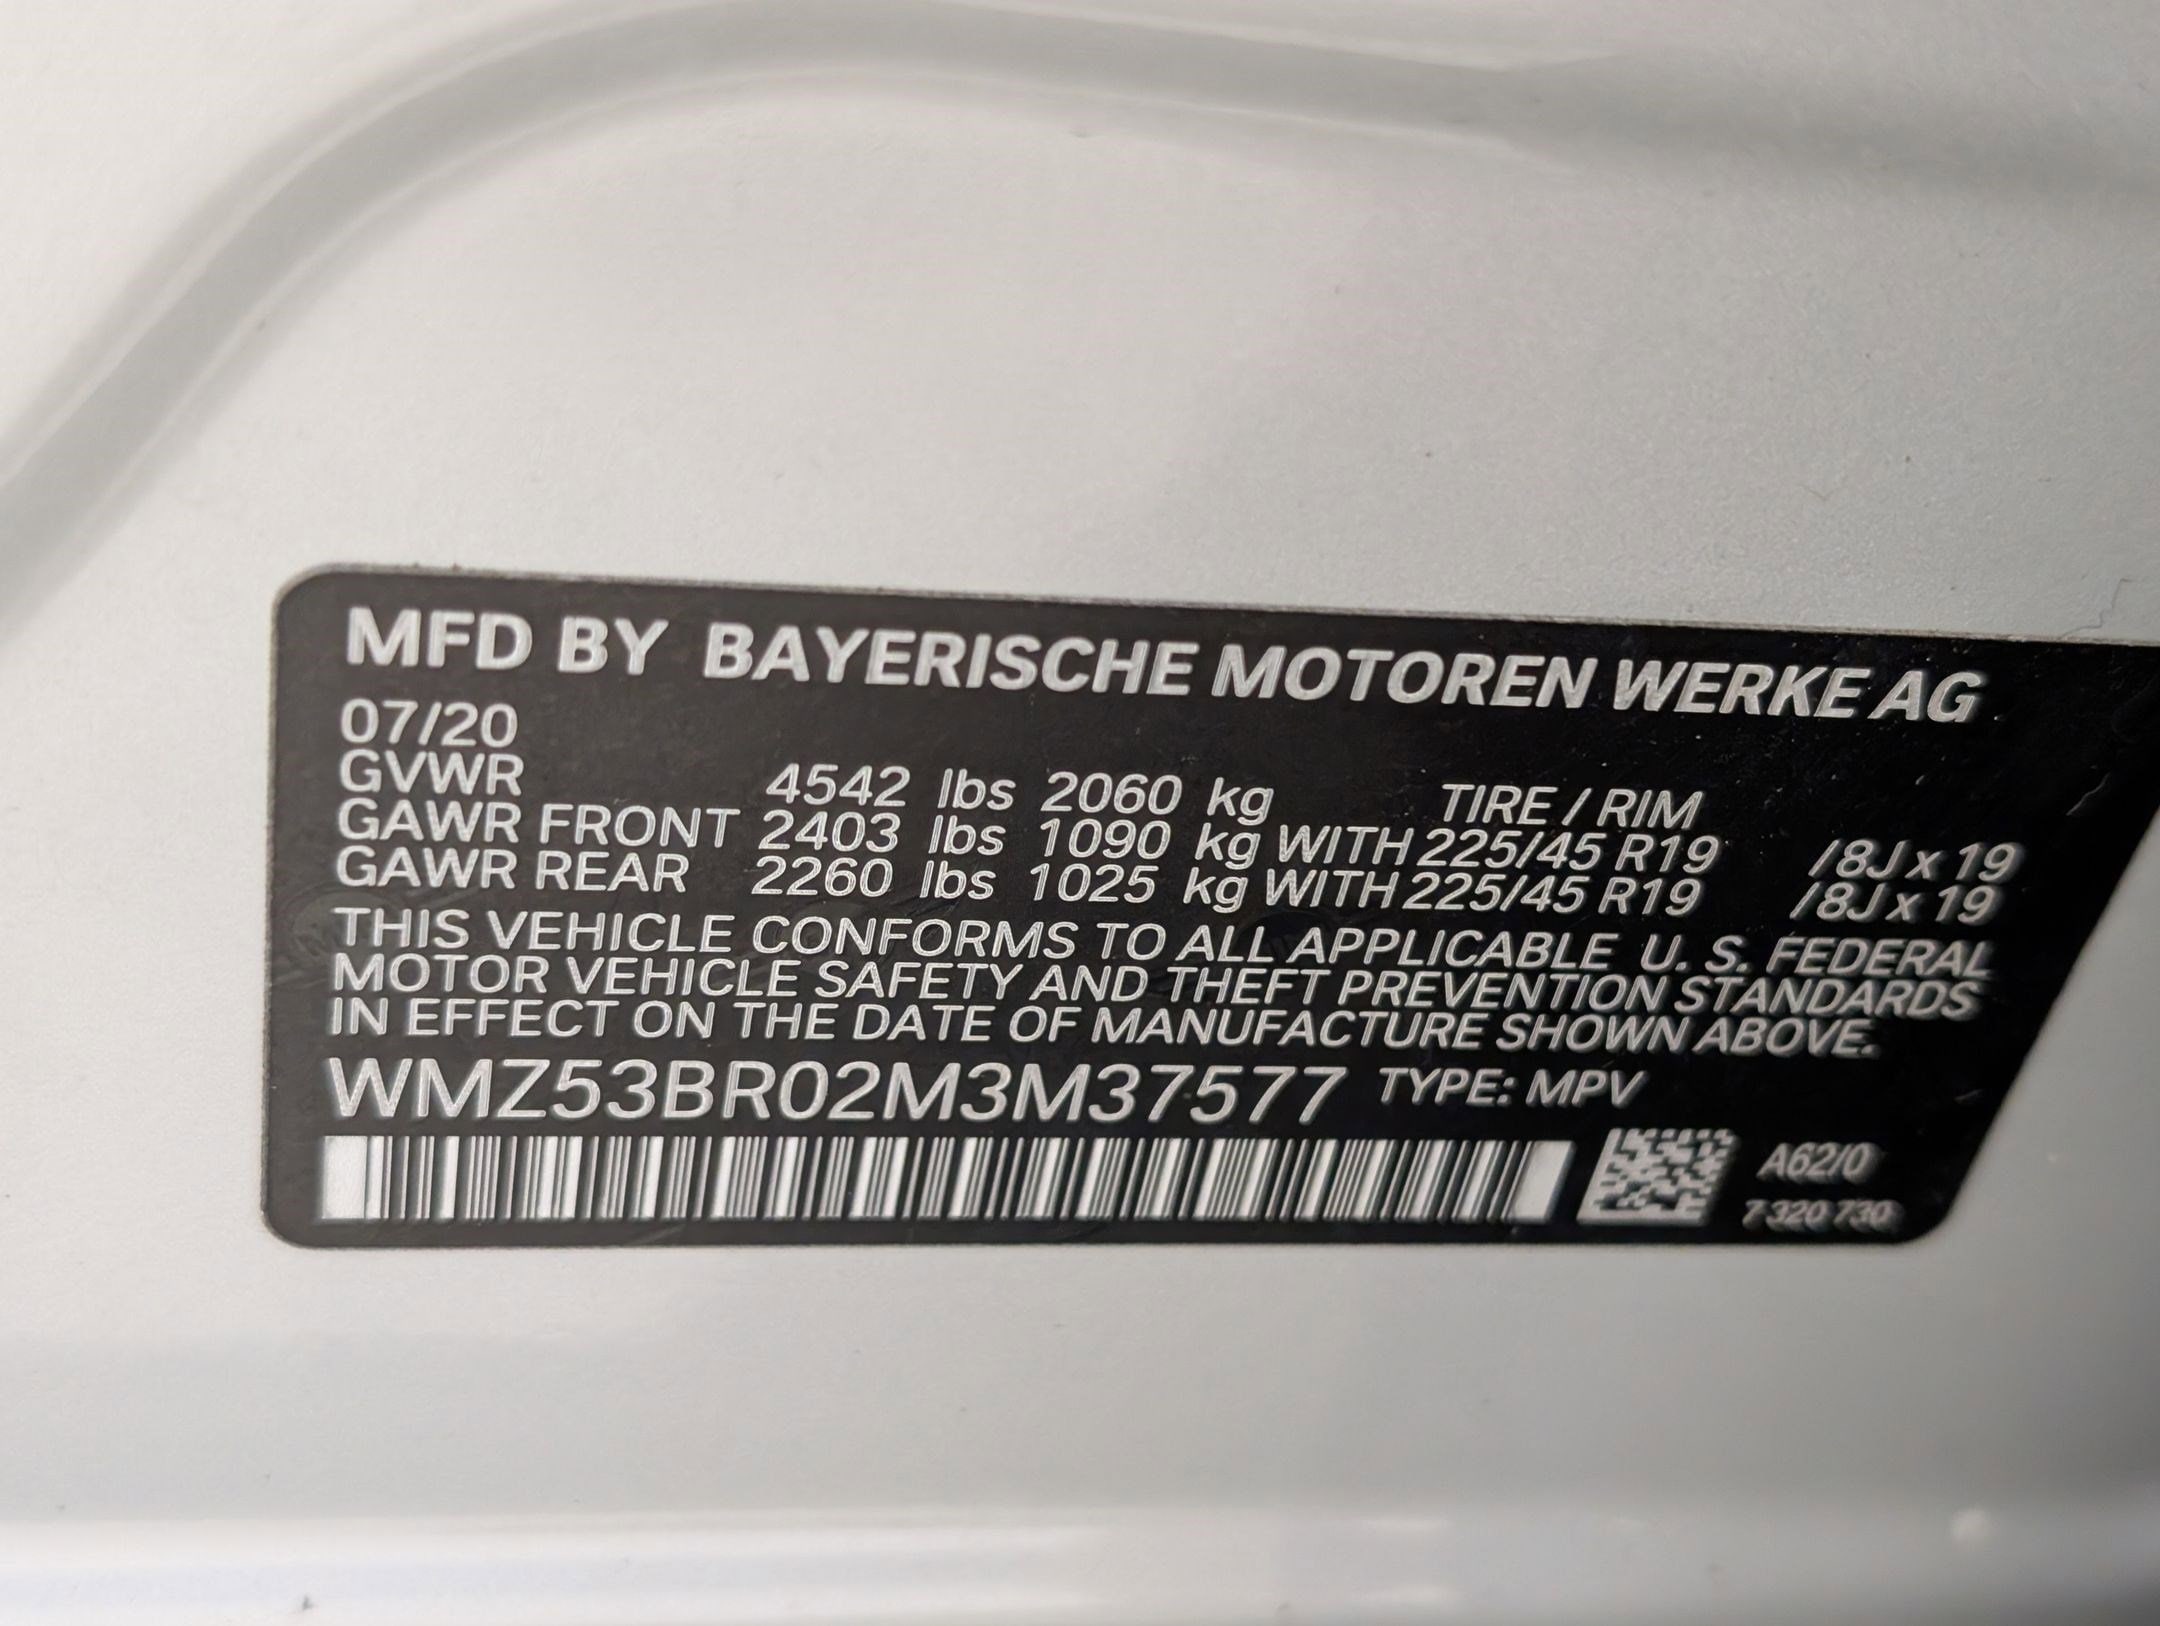 MFD BY BAYERISCHE MOTOREN WERKE AG
07/20
GVWR 4542 lbs 2060 kg TIRE / RIM
GAWR FRONT 2403 lbs 1090 kg WITH 225/45 R19 /8J x 19
GAWR REAR 2260 lbs 1025 kg WITH 225/45 R19 /8J x 19
THIS VEHICLE CONFORMS TO ALL APPLICABLE U. S. FEDERAL
MOTOR VEHICLE SAFETY AND THEFT PREVENTION STANDARDS
IN EFFECT ON THE DATE OF MANUFACTURE SHOWN ABOVE.
WMZ53BR02M3M37577 TYPE: MPV
A62/0
7 320 730